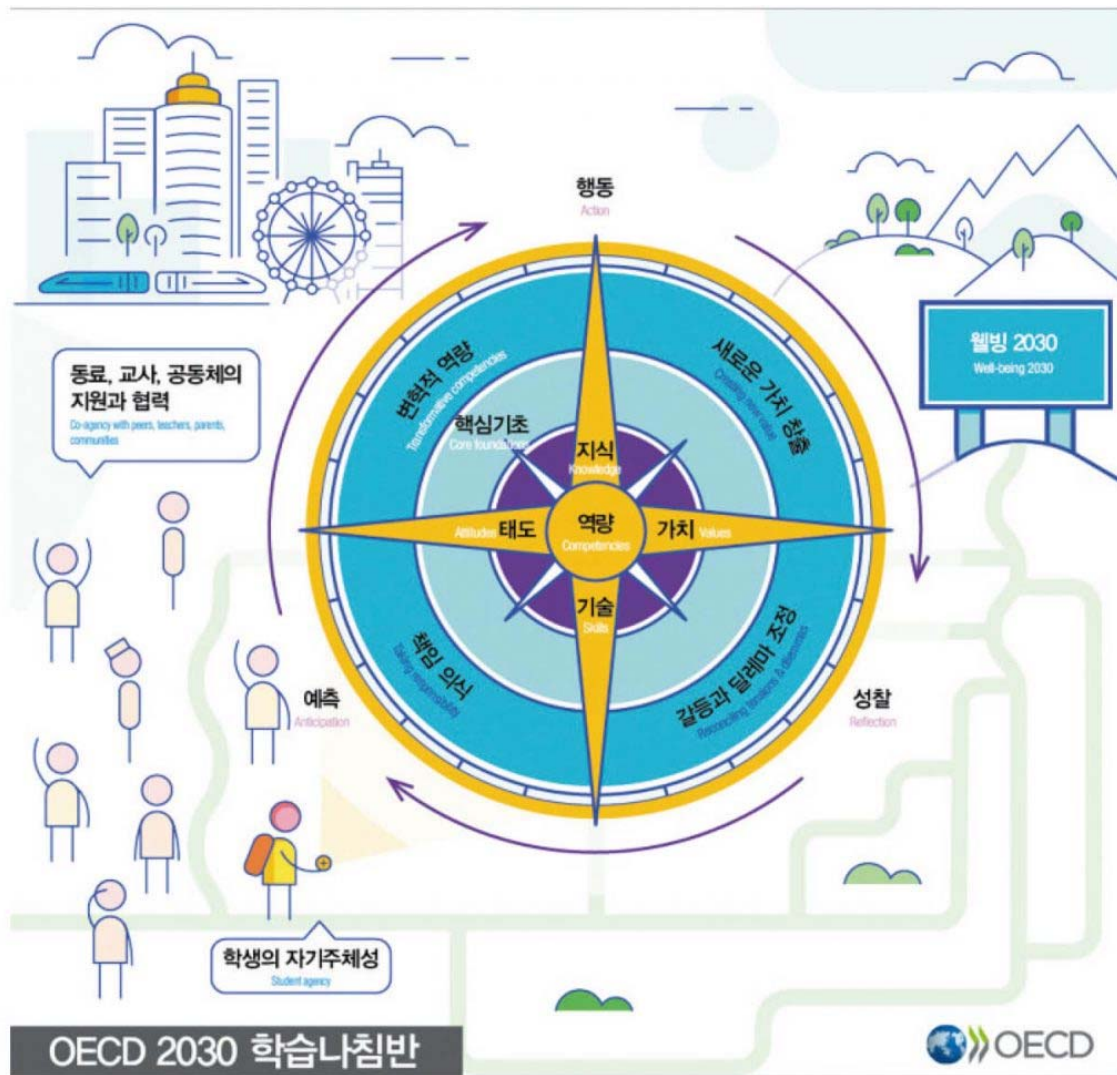 행동
Action
웰빙 2030
Well-being 2030
동료, 교사, 공동체의
지원과 협력
Co-agency with peers, teachers, parents,
communities
변혁적 역량
Transformative competencies
새로운 가치 창출
Creating new value
핵심기초
Core foundations
지식
Knowledge
Attitudes 태도
역량
Competencies
가치 Values
기술
Skills
책임 의식
Taking responsibility
갈등과 딜레마 조정
Reconciling tensions & dilemmas
예측
Anticipation
성찰
Reflection
학생의 자기주체성
Student agency
OECD 2030 학습나침반
OECD